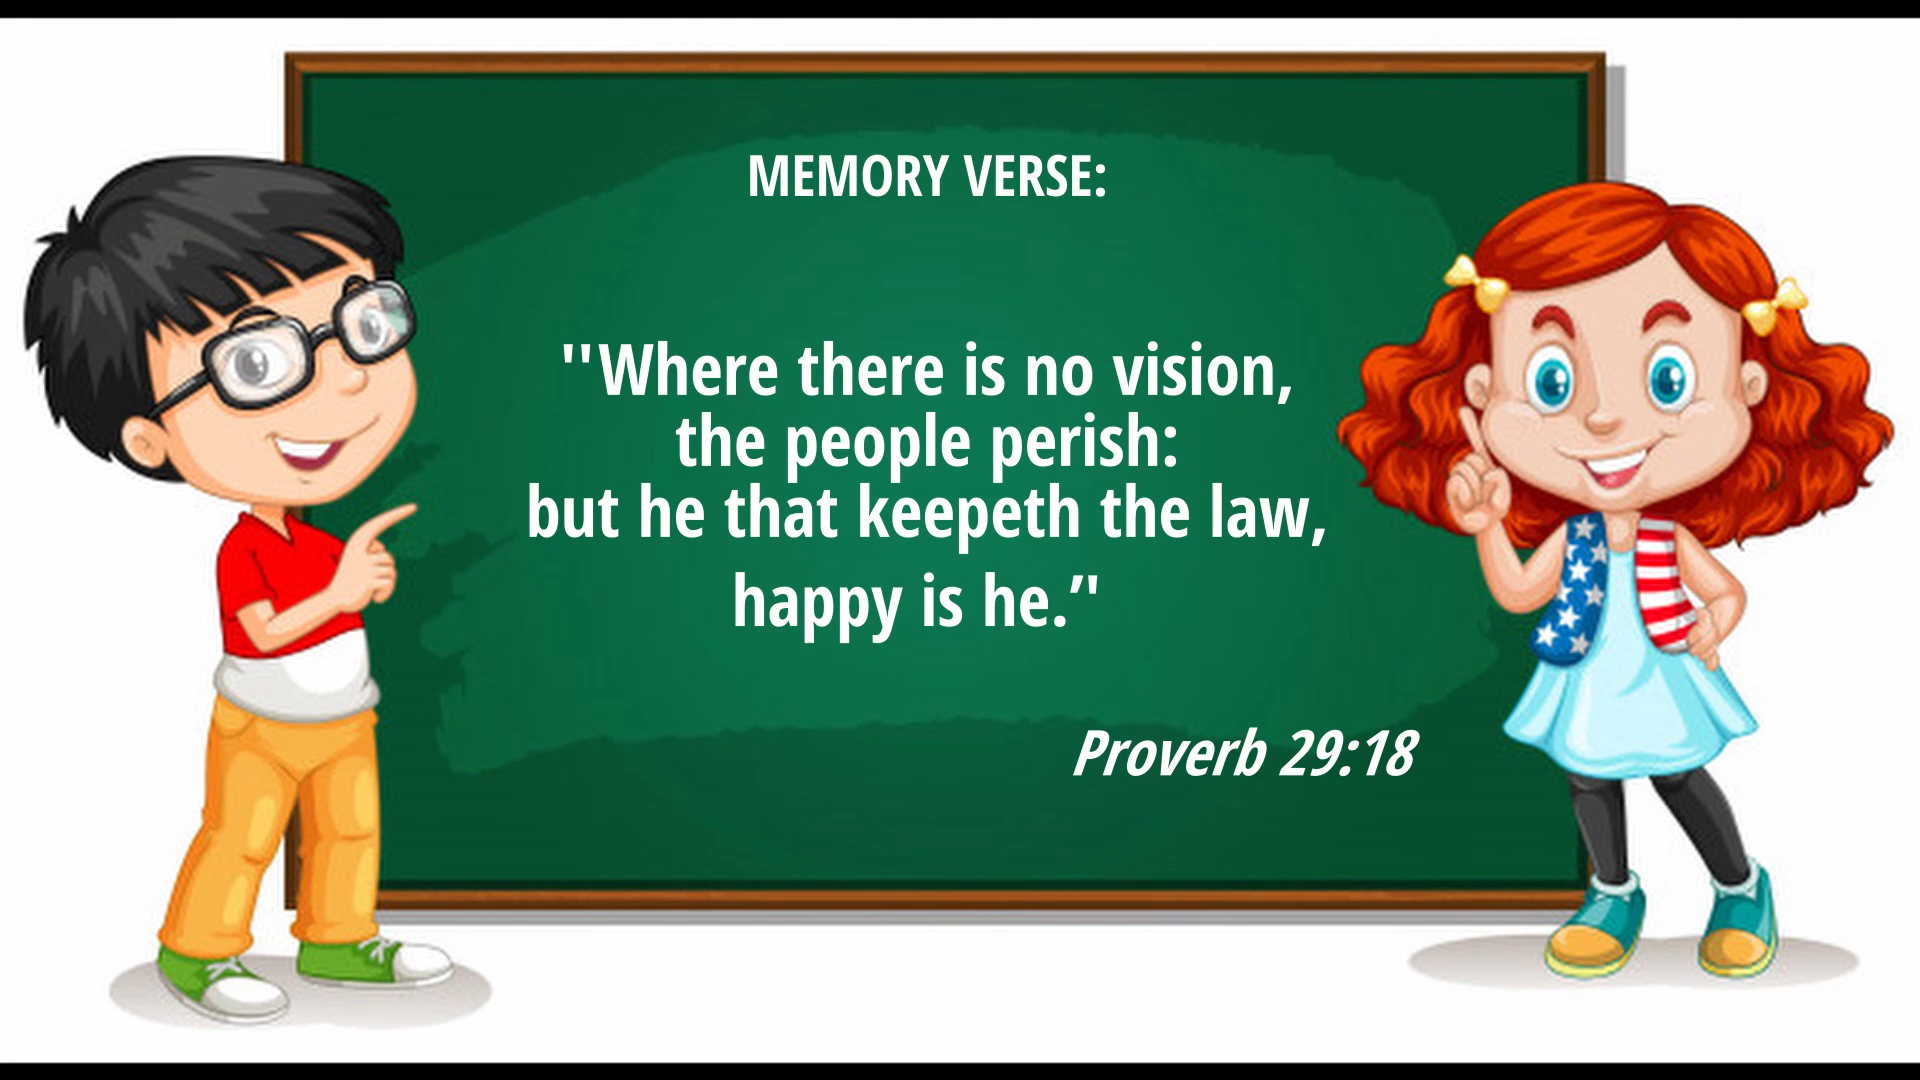 MEMORY VERSE:
''Where there is no vision,
the people perish:
but he that keepeth the law,
happy is he.’'
Proverb 29:18